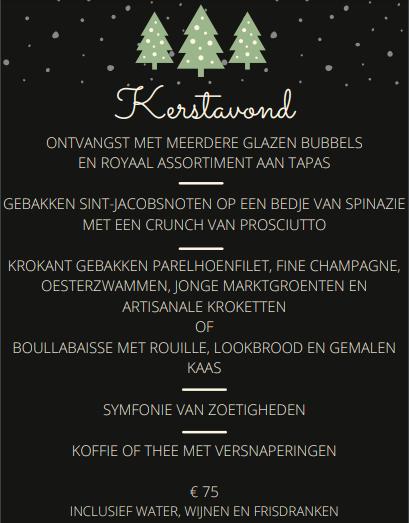 Kerstavond
ONTVANGST MET MEERDERE GLAZEN BUBBELS
EN ROYAAL ASSORTIMENT AAN TAPAS
GEBAKKEN SINT-JACOBSNOTEN OP EEN BEDJE VAN SPINAZIE
MET EEN CRUNCH VAN PROSCIUTTO
KROKANT GEBAKKEN PARELHOENFILET, FINE CHAMPAGNE,
OESTERZWAMMEN, JONGE MARKTGROENTEN EN
ARTISANALE KROKETTEN
OF
BOULLABAISSE MET ROUILLE, LOOKBROOD EN GEMALEN
KAAS
SYMFONIE VAN ZOETIGHEDEN
KOFFIE OF THEE MET VERSNAPERINGEN
€ 75
INCLUSIEF WATER, WIJNEN EN FRISDRANKEN